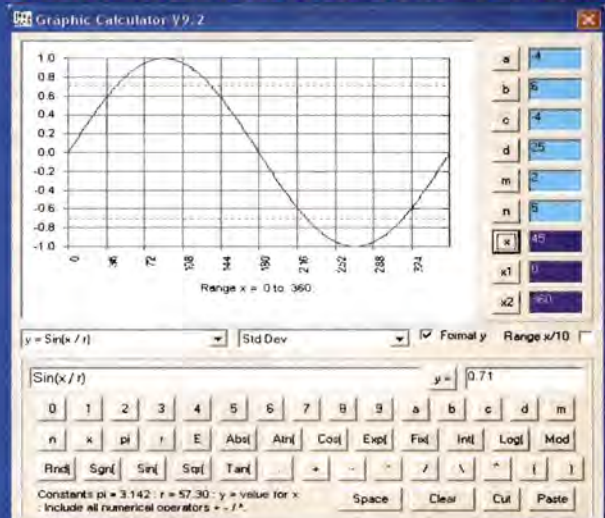 Graphic Calculator V9.2
1.0
0.8
0.6
0.4
0.2
0.0
-0.2
-0.4
-0.6
-0.8
-1.0
0 36 72 108 144 180 216 252 288 324
Range x = 0 to 360
a -4
b 6
c -4
d 25
m 2
n 5
x 45
x1 0
x2 360
y = Sin(x / r) Std Dev Format y Range x/10
Sin(x / r) y = 0.71
0 1 2 3 4 5 6 7 8 9 a b c d m
n x pi r E Abs( Atn( Cos( Exp( Fix( Int( Log( Mod
Rnd( Sgn( Sin( Sqr( Tan( . + - * / \ ^ ( )
Constants pi = 3.142 : r = 57.30 : y = value for x
: Include all numerical operators + - / *.
Space Clear Cut Paste